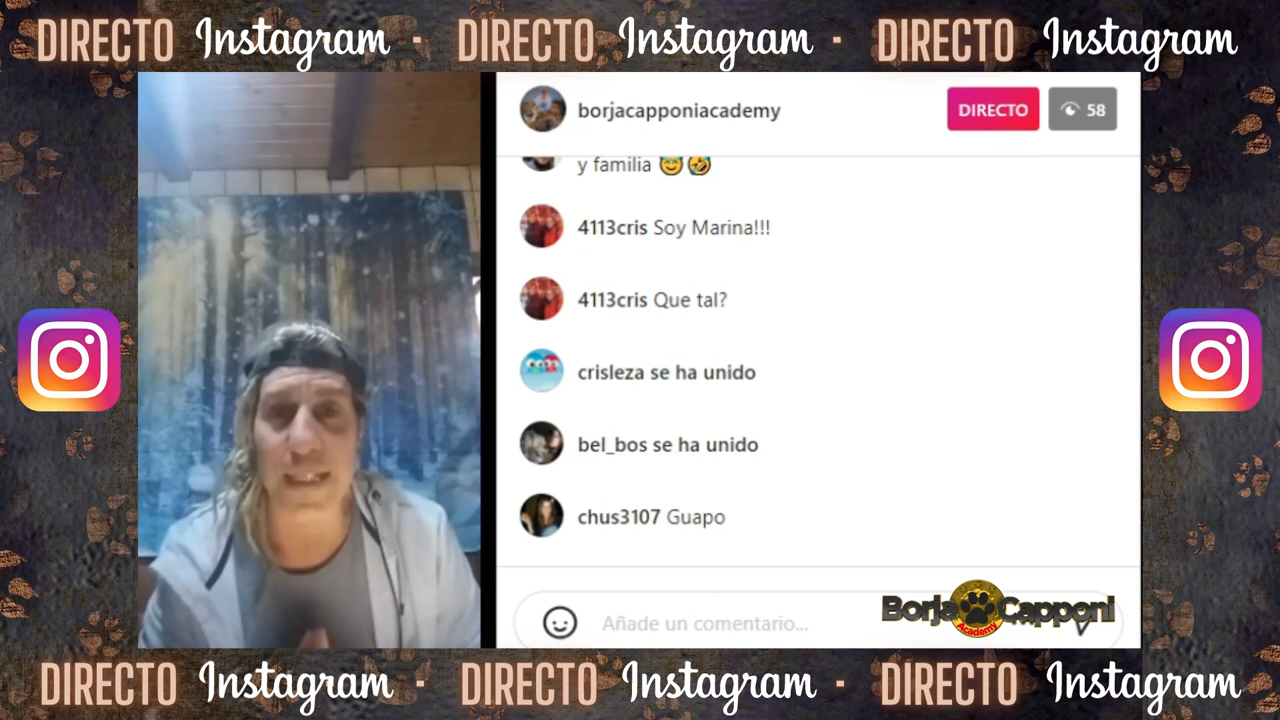 DIRECTO Instagram · DIRECTO Instagram · DIRECTO Instagram
borjacapponiacademy
DIRECTO 58
y familia 😇🤣
4113cris Soy Marina!!!
4113cris Que tal?
crisleza se ha unido
bel_bos se ha unido
chus3107 Guapo
Añade un comentario...
Borja Capponi
Academy
DIRECTO Instagram · DIRECTO Instagram · DIRECTO Instagram